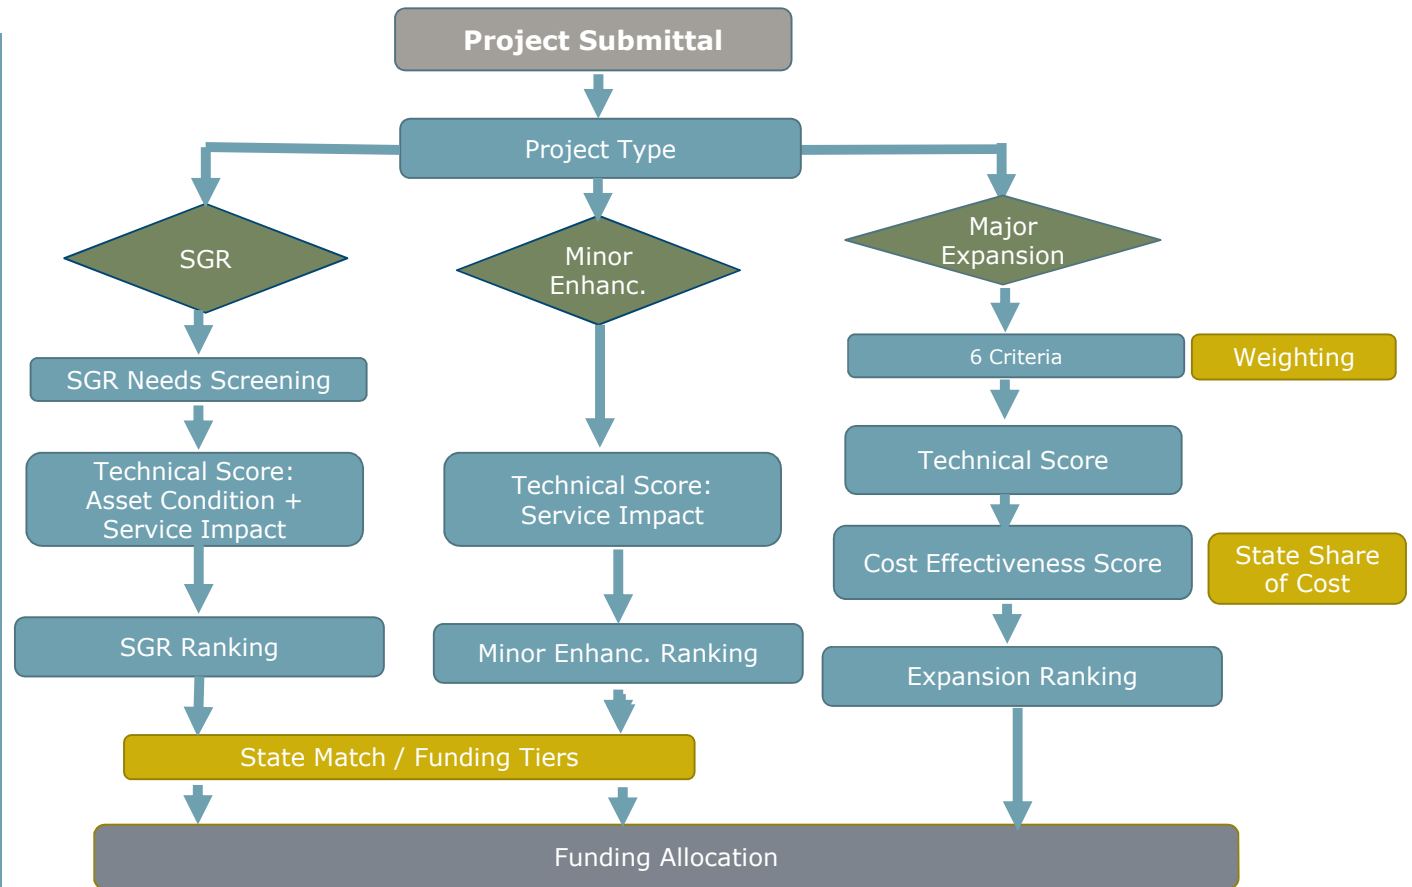 Project Submittal
Project Type
SGR
Minor
Enhanc.
Major
Expansion
SGR Needs Screening
6 Criteria
Weighting
Technical Score:
Asset Condition +
Service Impact
Technical Score:
Service Impact
Technical Score
Cost Effectiveness Score
State Share
of Cost
SGR Ranking
Minor Enhanc. Ranking
Expansion Ranking
State Match / Funding Tiers
Funding Allocation